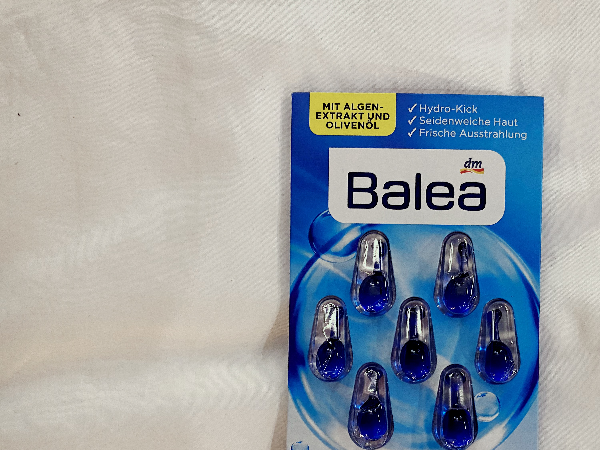 MIT ALGEN-
EXTRAKT UND
OLIVENÖL
✓ Hydro-Kick
✓ Seidenweiche Haut
✓ Frische Ausstrahlung
dm
Balea